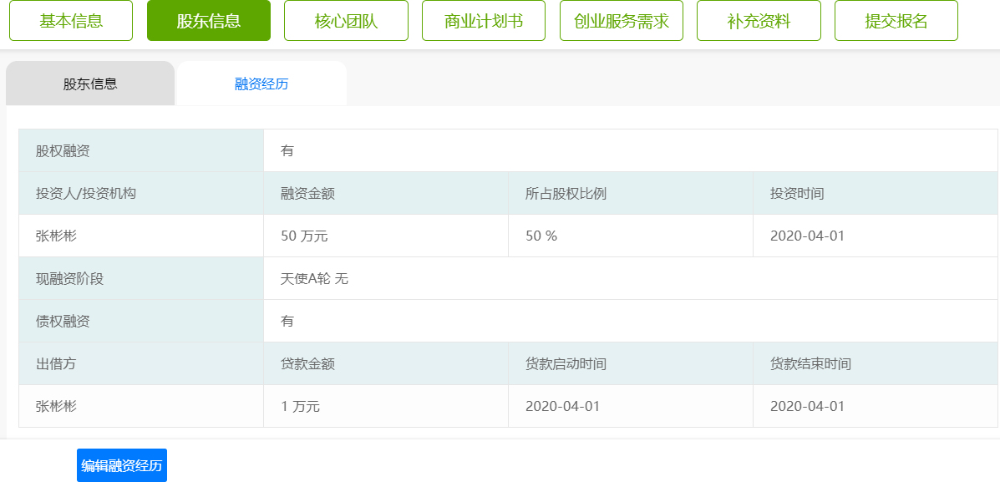 基本信息 股东信息 核心团队 商业计划书 创业服务需求 补充资料 提交报名
股东信息 融资经历
股权融资 有
投资人/投资机构 融资金额 所占股权比例 投资时间
张彬彬 50 万元 50 % 2020-04-01
现融资阶段 天使A轮 无
债权融资 有
出借方 贷款金额 货款启动时间 货款结束时间
张彬彬 1 万元 2020-04-01 2020-04-01
编辑融资经历